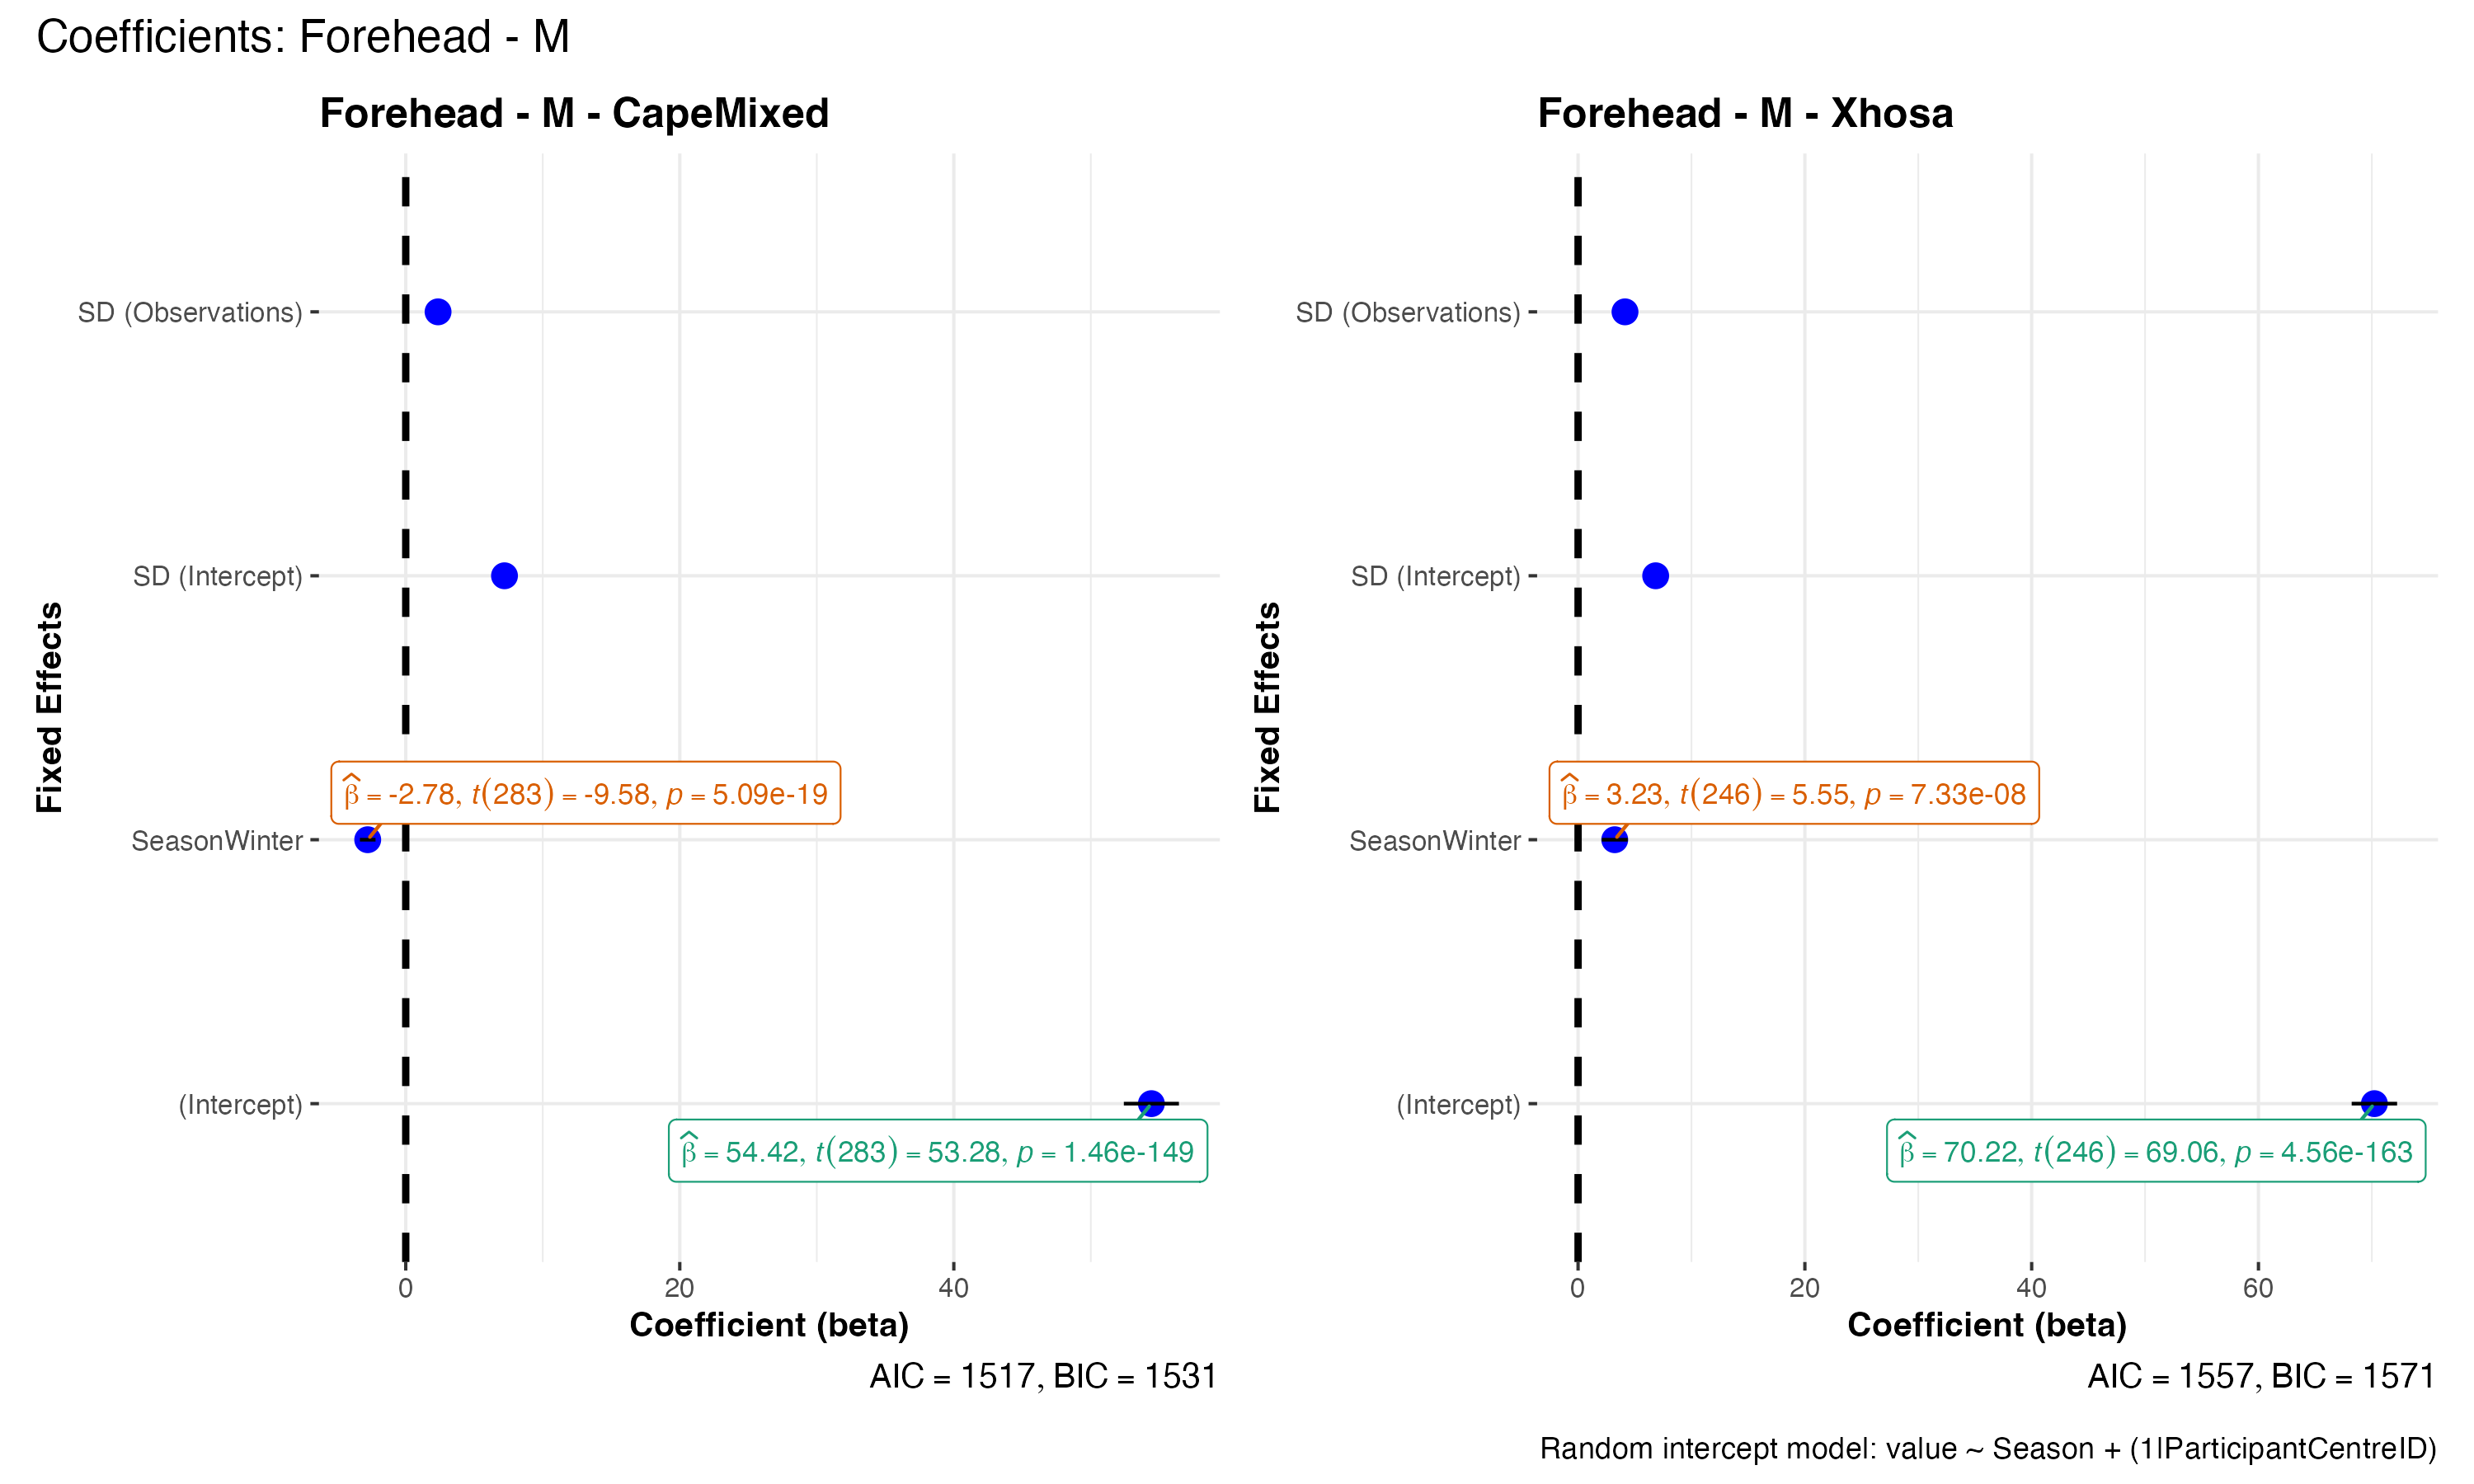 Coefficients: Forehead - M
Forehead - M - CapeMixed
Fixed Effects
SD (Observations)
SD (Intercept)
SeasonWinter
(Intercept)
β̂ = -2.78, t(283) = -9.58, p = 5.09e-19
β̂ = 54.42, t(283) = 53.28, p = 1.46e-149
0 20 40
Coefficient (beta)
AIC = 1517, BIC = 1531
Forehead - M - Xhosa
Fixed Effects
SD (Observations)
SD (Intercept)
SeasonWinter
(Intercept)
β̂ = 3.23, t(246) = 5.55, p = 7.33e-08
β̂ = 70.22, t(246) = 69.06, p = 4.56e-163
0 20 40 60
Coefficient (beta)
AIC = 1557, BIC = 1571
Random intercept model: value ~ Season + (1|ParticipantCentreID)